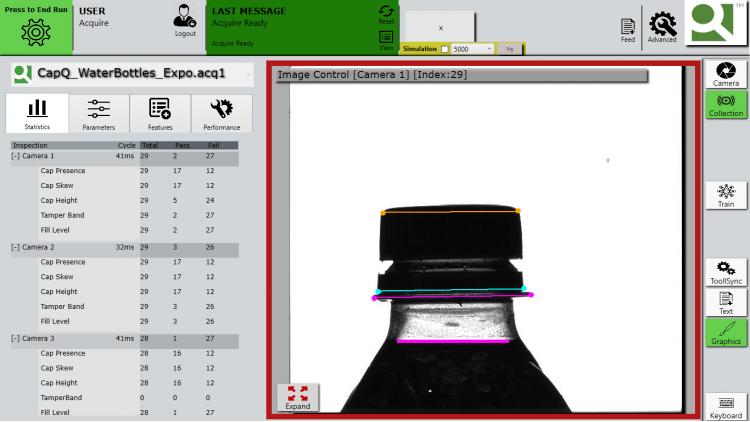 Press to End Run
USER
Acquire
Logout
LAST MESSAGE
Acquire Ready
Acquire Ready
Reset
View
x
Simulation
5000
Trig
Feed
Advanced
TM
CapQ_WaterBottles_Expo.acq1
Statistics
Parameters
Features
Performance
Inspection Cycle Total Pass Fail
[-] Camera 1 41ms 29 2 27
Cap Presence 29 17 12
Cap Skew 29 17 12
Cap Height 29 5 24
Tamper Band 29 2 27
Fill Level 29 2 27
[-] Camera 2 32ms 29 3 26
Cap Presence 29 17 12
Cap Skew 29 17 12
Cap Height 29 17 12
Tamper Band 29 3 26
Fill Level 29 3 26
[-] Camera 3 41ms 28 1 27
Cap Presence 28 16 12
Cap Skew 28 16 12
Cap Height 28 16 12
TamperBand 0 0 0
Fill Level 28 1 27
Image Control [Camera 1] [Index:29]
Expand
Camera
Collection
Train
ToollSync
Text
Graphics
Keyboard